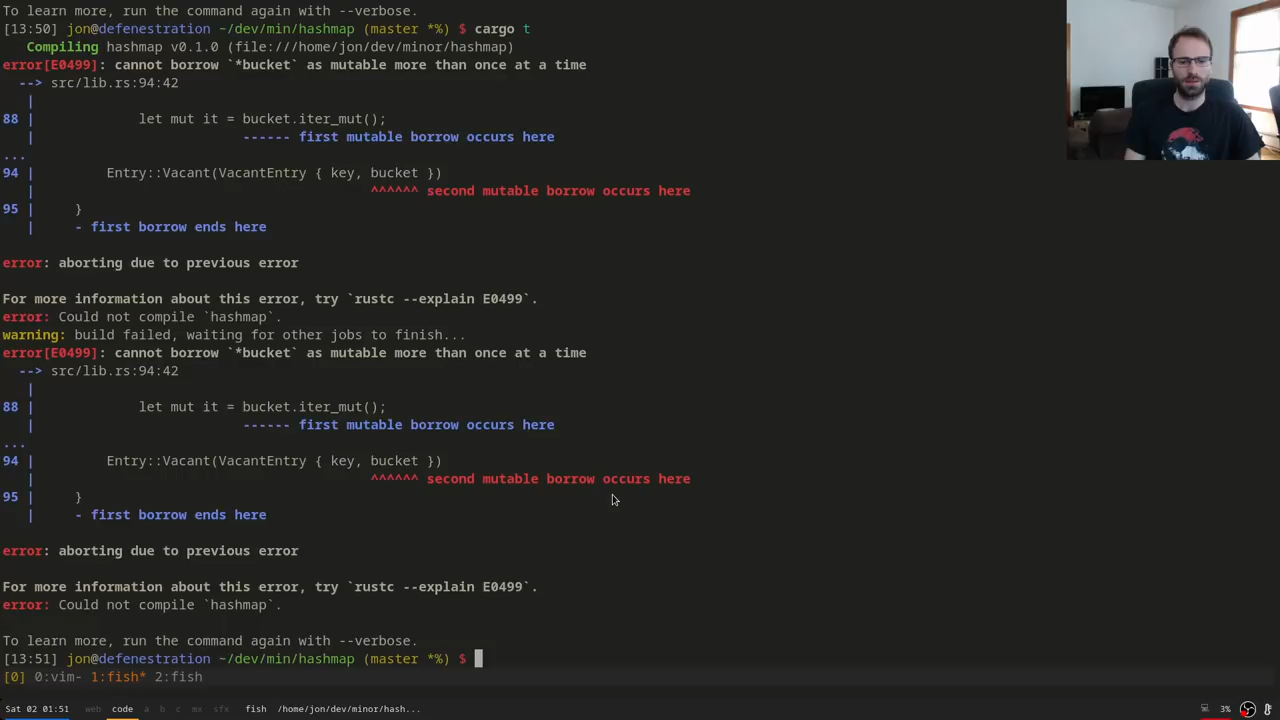 To learn more, run the command again with --verbose.
[13:50] jon@defenestration ~/dev/min/hashmap (master *%) $ cargo t
   Compiling hashmap v0.1.0 (file:///home/jon/dev/minor/hashmap)
error[E0499]: cannot borrow `*bucket` as mutable more than once at a time
  --> src/lib.rs:94:42
   |
88 |             let mut it = bucket.iter_mut();
   |                          ------ first mutable borrow occurs here
...
94 |         Entry::Vacant(VacantEntry { key, bucket })
   |                                          ^^^^^^ second mutable borrow occurs here
95 |     }
   |     - first borrow ends here
error: aborting due to previous error
For more information about this error, try `rustc --explain E0499`.
error: Could not compile `hashmap`.
warning: build failed, waiting for other jobs to finish...
error[E0499]: cannot borrow `*bucket` as mutable more than once at a time
  --> src/lib.rs:94:42
   |
88 |             let mut it = bucket.iter_mut();
   |                          ------ first mutable borrow occurs here
...
94 |         Entry::Vacant(VacantEntry { key, bucket })
   |                                          ^^^^^^ second mutable borrow occurs here
95 |     }
   |     - first borrow ends here
error: aborting due to previous error
For more information about this error, try `rustc --explain E0499`.
error: Could not compile `hashmap`.
To learn more, run the command again with --verbose.
[13:51] jon@defenestration ~/dev/min/hashmap (master *%) $
[0] 0:vim- 1:fish* 2:fish
Sat 02 01:51 web code a b c mx sfx fish /home/jon/dev/minor/hash... 3%